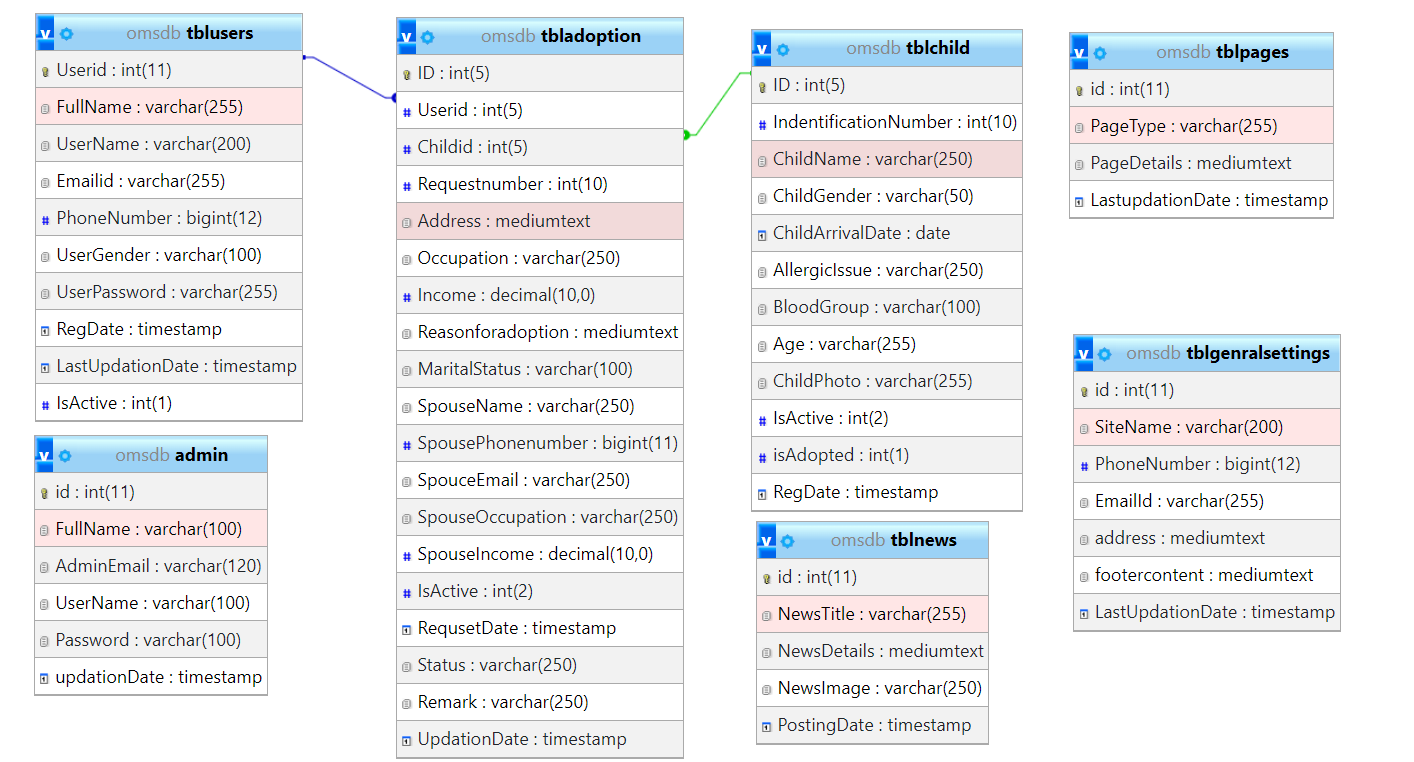 omsdb tblusers
Userid : int(11)
FullName : varchar(255)
UserName : varchar(200)
Emailid : varchar(255)
PhoneNumber : bigint(12)
UserGender : varchar(100)
UserPassword : varchar(255)
RegDate : timestamp
LastUpdationDate : timestamp
IsActive : int(1)
omsdb admin
id : int(11)
FullName : varchar(100)
AdminEmail : varchar(120)
UserName : varchar(100)
Password : varchar(100)
updationDate : timestamp
omsdb tbladoption
ID : int(5)
Userid : int(5)
Childid : int(5)
Requestnumber : int(10)
Address : mediumtext
Occupation : varchar(250)
Income : decimal(10,0)
Reasonforadoption : mediumtext
MaritalStatus : varchar(100)
SpouseName : varchar(250)
SpousePhonenumber : bigint(11)
SpouceEmail : varchar(250)
SpouseOccupation : varchar(250)
SpouseIncome : decimal(10,0)
IsActive : int(2)
RequsetDate : timestamp
Status : varchar(250)
Remark : varchar(250)
UpdationDate : timestamp
omsdb tblchild
ID : int(5)
IndentificationNumber : int(10)
ChildName : varchar(250)
ChildGender : varchar(50)
ChildArrivalDate : date
AllergicIssue : varchar(250)
BloodGroup : varchar(100)
Age : varchar(255)
ChildPhoto : varchar(255)
IsActive : int(2)
isAdopted : int(1)
RegDate : timestamp
omsdb tblnews
id : int(11)
NewsTitle : varchar(255)
NewsDetails : mediumtext
NewsImage : varchar(250)
PostingDate : timestamp
omsdb tblpages
id : int(11)
PageType : varchar(255)
PageDetails : mediumtext
LastupdationDate : timestamp
omsdb tblgenralsettings
id : int(11)
SiteName : varchar(200)
PhoneNumber : bigint(12)
EmailId : varchar(255)
address : mediumtext
footercontent : mediumtext
LastUpdationDate : timestamp